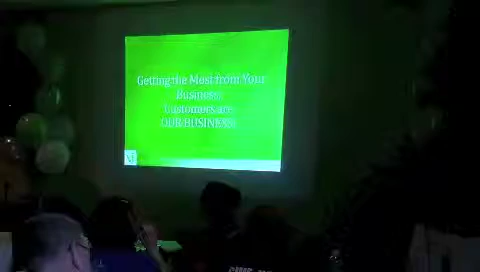 Getting the Most from Your
Business:
Customers are
OUR BUSINESS!